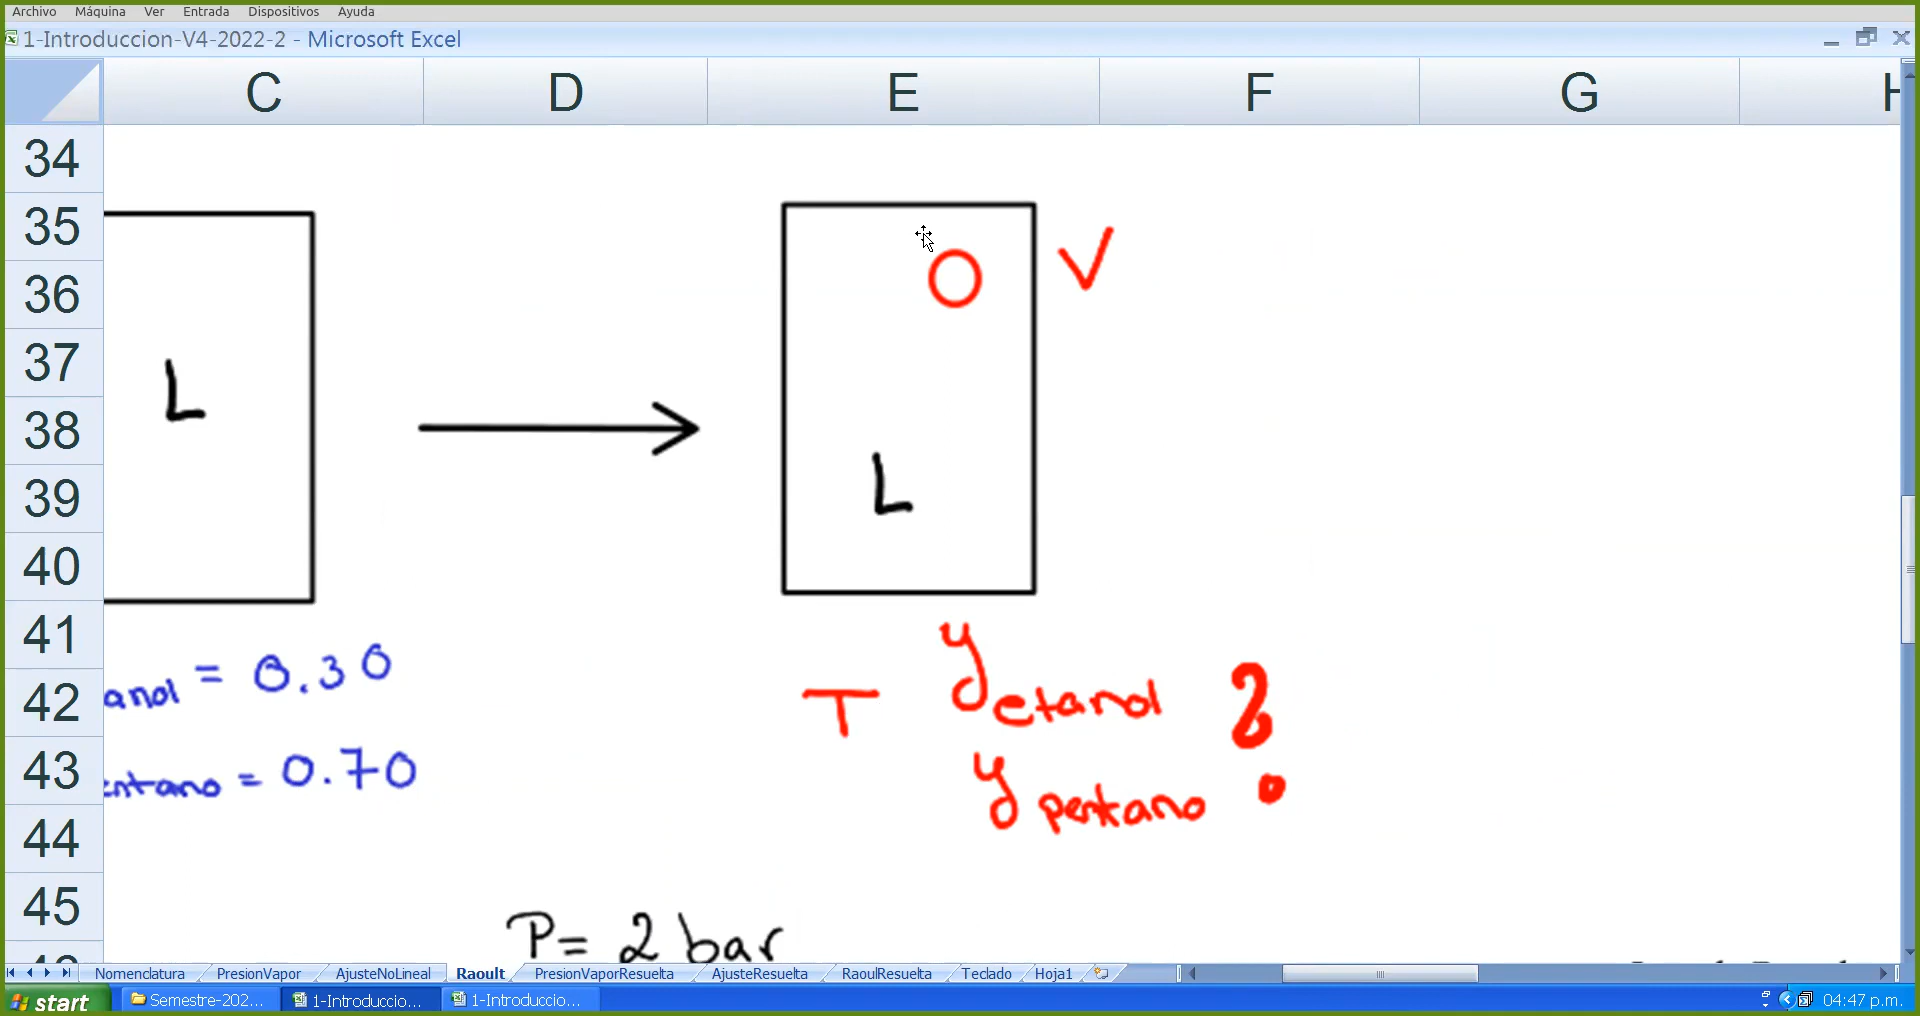 Archivo Máquina Ver Entrada Dispositivos Ayuda
1-Introduccion-V4-2022-2 - Microsoft Excel
C D E F G H
34
35
36
37
38
39
40
41
42
43
44
45
L
O V
L
anol = 0.30
entano = 0.70
T y etanol ?
y pentano
P= 2 bar
Nomenclatura PresionVapor AjusteNoLineal Raoult PresionVaporResuelta AjusteResuelta RaoulResuelta Teclado Hoja1
start Semestre-202... 1-Introduccio... 1-Introduccio... 04:47 p.m.